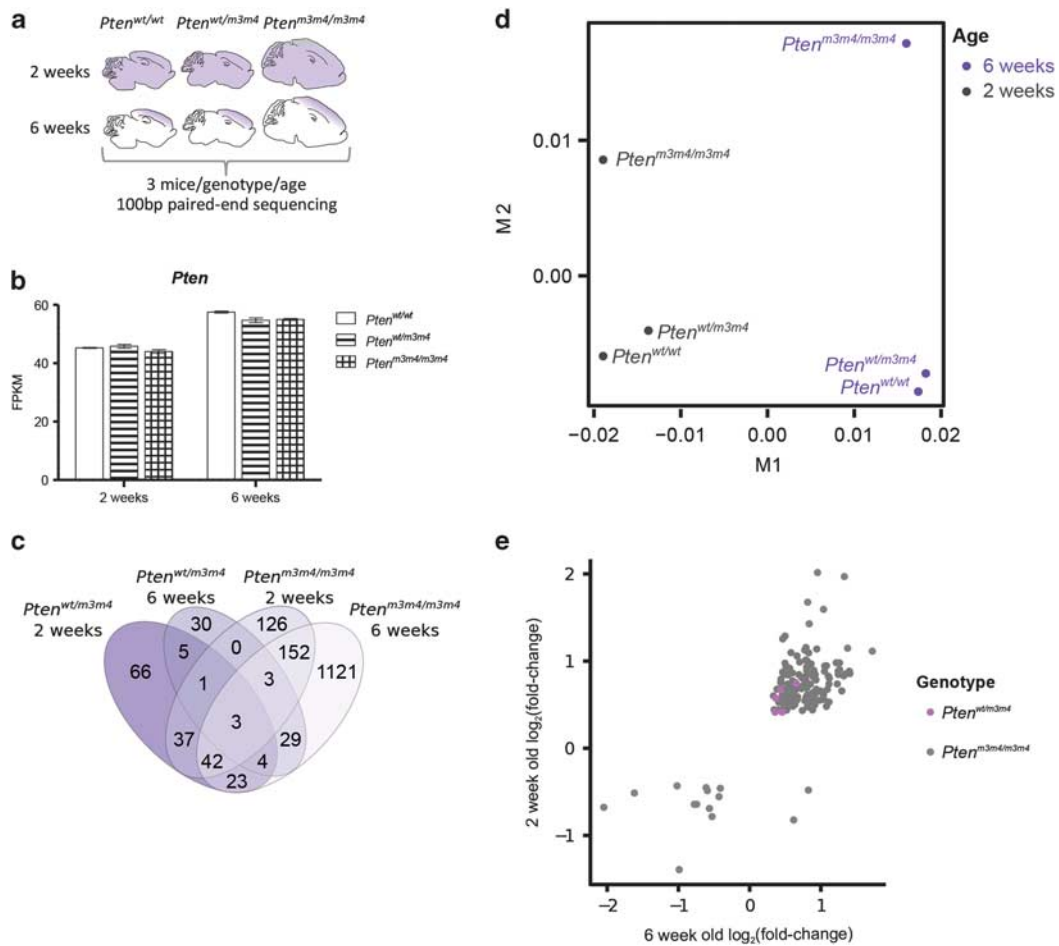 a
Pten^wt/wt Pten^wt/m3m4 Pten^m3m4/m3m4
2 weeks
6 weeks
3 mice/genotype/age
100bp paired-end sequencing
b
Pten
60
40
20
0
FPKM
2 weeks 6 weeks
Pten^wt/wt
Pten^wt/m3m4
Pten^m3m4/m3m4
c
Pten^wt/m3m4
2 weeks
Pten^wt/m3m4
6 weeks
Pten^m3m4/m3m4
2 weeks
Pten^m3m4/m3m4
6 weeks
30 126
5 0 152
66 1 3 1121
3
37 29
42 4
23
d
Pten^m3m4/m3m4
Pten^m3m4/m3m4
Pten^wt/m3m4
Pten^wt/wt
Pten^wt/m3m4
Pten^wt/wt
0.01
0.00
M2
−0.02 −0.01 0.00 0.01 0.02
M1
Age
6 weeks
2 weeks
e
2
1
0
−1
2 week old log₂(fold-change)
−2 −1 0 1
6 week old log₂(fold-change)
Genotype
Pten^wt/m3m4
Pten^m3m4/m3m4